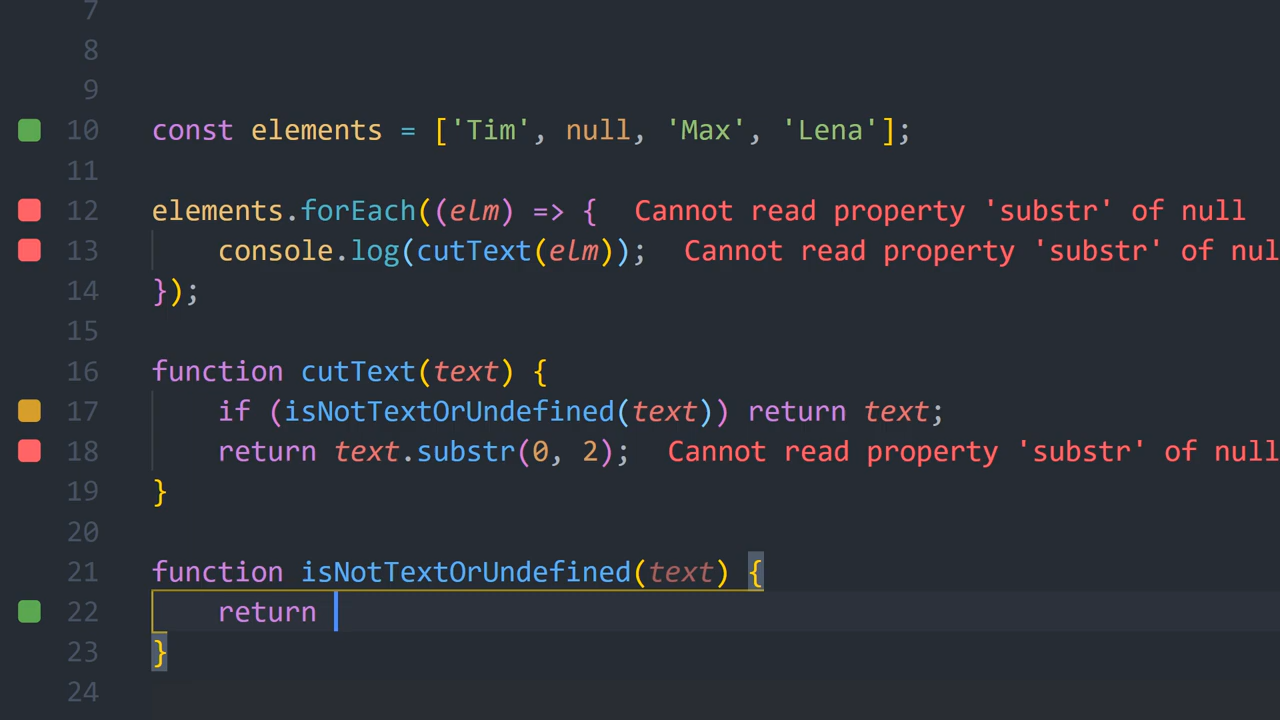 7
8
9
10 const elements = ['Tim', null, 'Max', 'Lena'];
11
12 elements.forEach((elm) => { Cannot read property 'substr' of null
13 console.log(cutText(elm)); Cannot read property 'substr' of nul
14 });
15
16 function cutText(text) {
17 if (isNotTextOrUndefined(text)) return text;
18 return text.substr(0, 2); Cannot read property 'substr' of null
19 }
20
21 function isNotTextOrUndefined(text) {
22 return
23 }
24